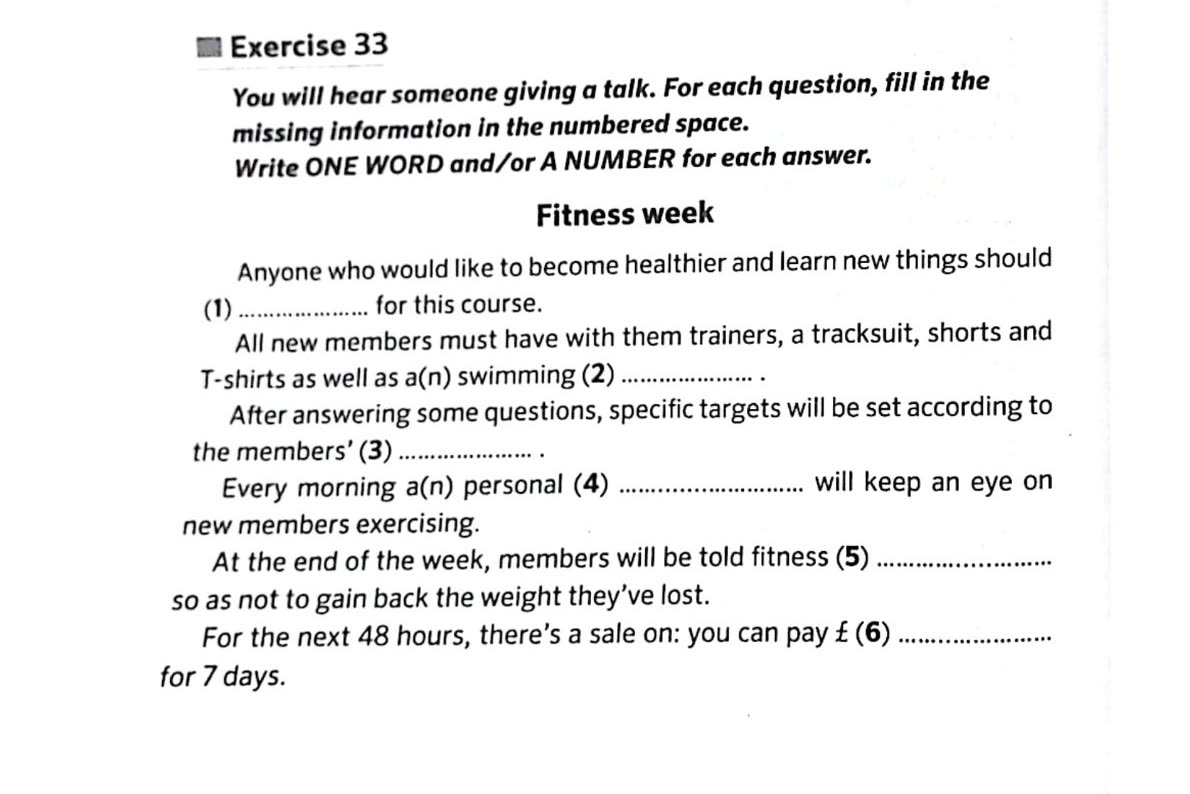 Exercise 33
You will hear someone giving a talk. For each question, fill in the
missing information in the numbered space.
Write ONE WORD and/or A NUMBER for each answer.
Fitness week
Anyone who would like to become healthier and learn new things should
(1) ...................... for this course.
All new members must have with them trainers, a tracksuit, shorts and
T-shirts as well as a(n) swimming (2) ...................... .
After answering some questions, specific targets will be set according to
the members' (3) ...................... .
Every morning a(n) personal (4) .............................. will keep an eye on
new members exercising.
At the end of the week, members will be told fitness (5) ............................
so as not to gain back the weight they've lost.
For the next 48 hours, there's a sale on: you can pay £ (6) ........................
for 7 days.